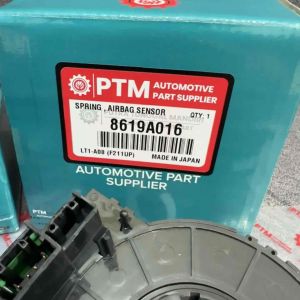 PTM AUTOMOTIVE
PART SUPPLIER
SPRING , AIRBAG SENSOR
QTY: 1
8619A016
LT1-A08 (F211UP)
MADE IN JAPAN
AUTOMOTIVE PART
SUPPLIER
PTM